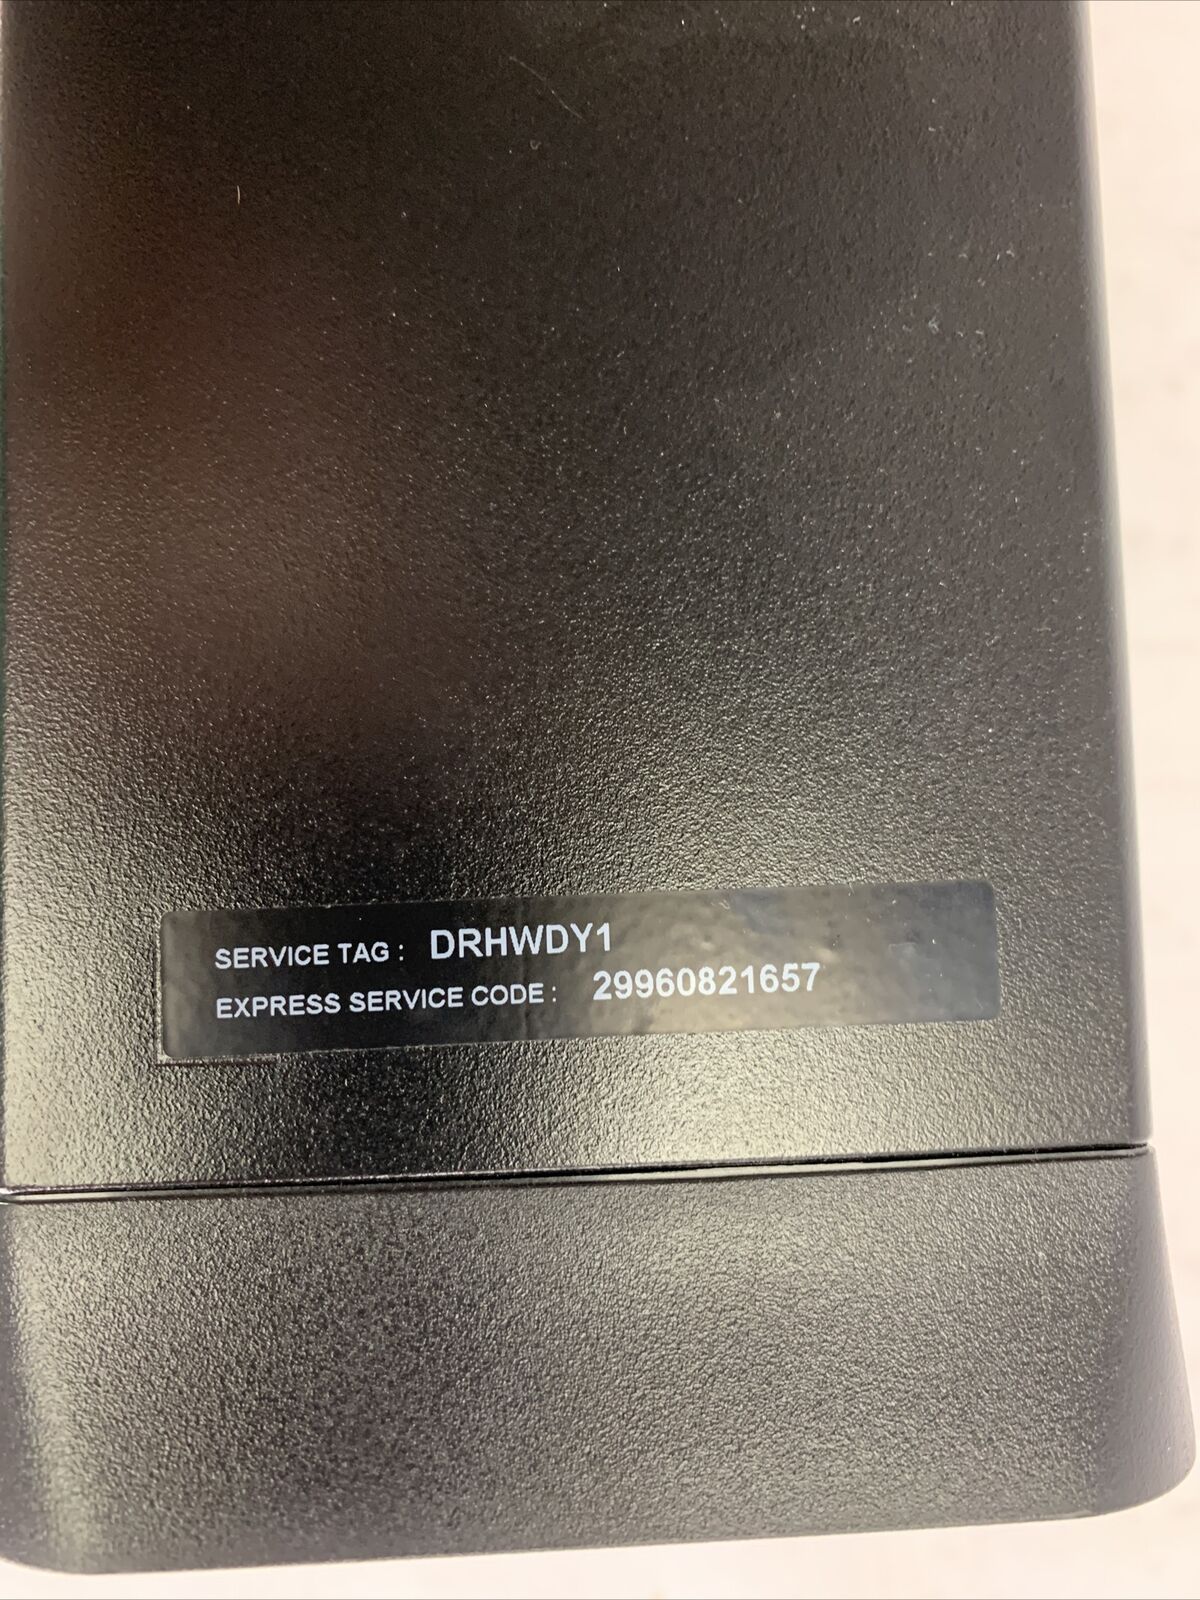 SERVICE TAG : DRHWDY1
EXPRESS SERVICE CODE : 29960821657